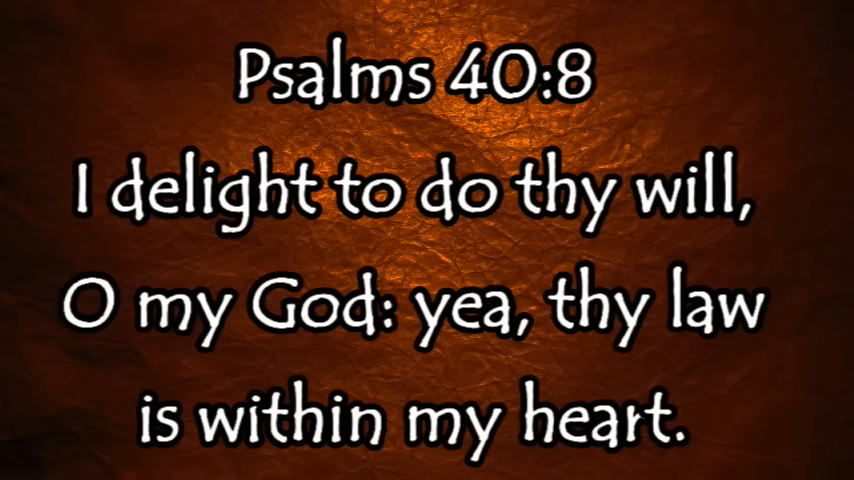 Psalms 40:8
I delight to do thy will,
O my God: yea, thy law
is within my heart.